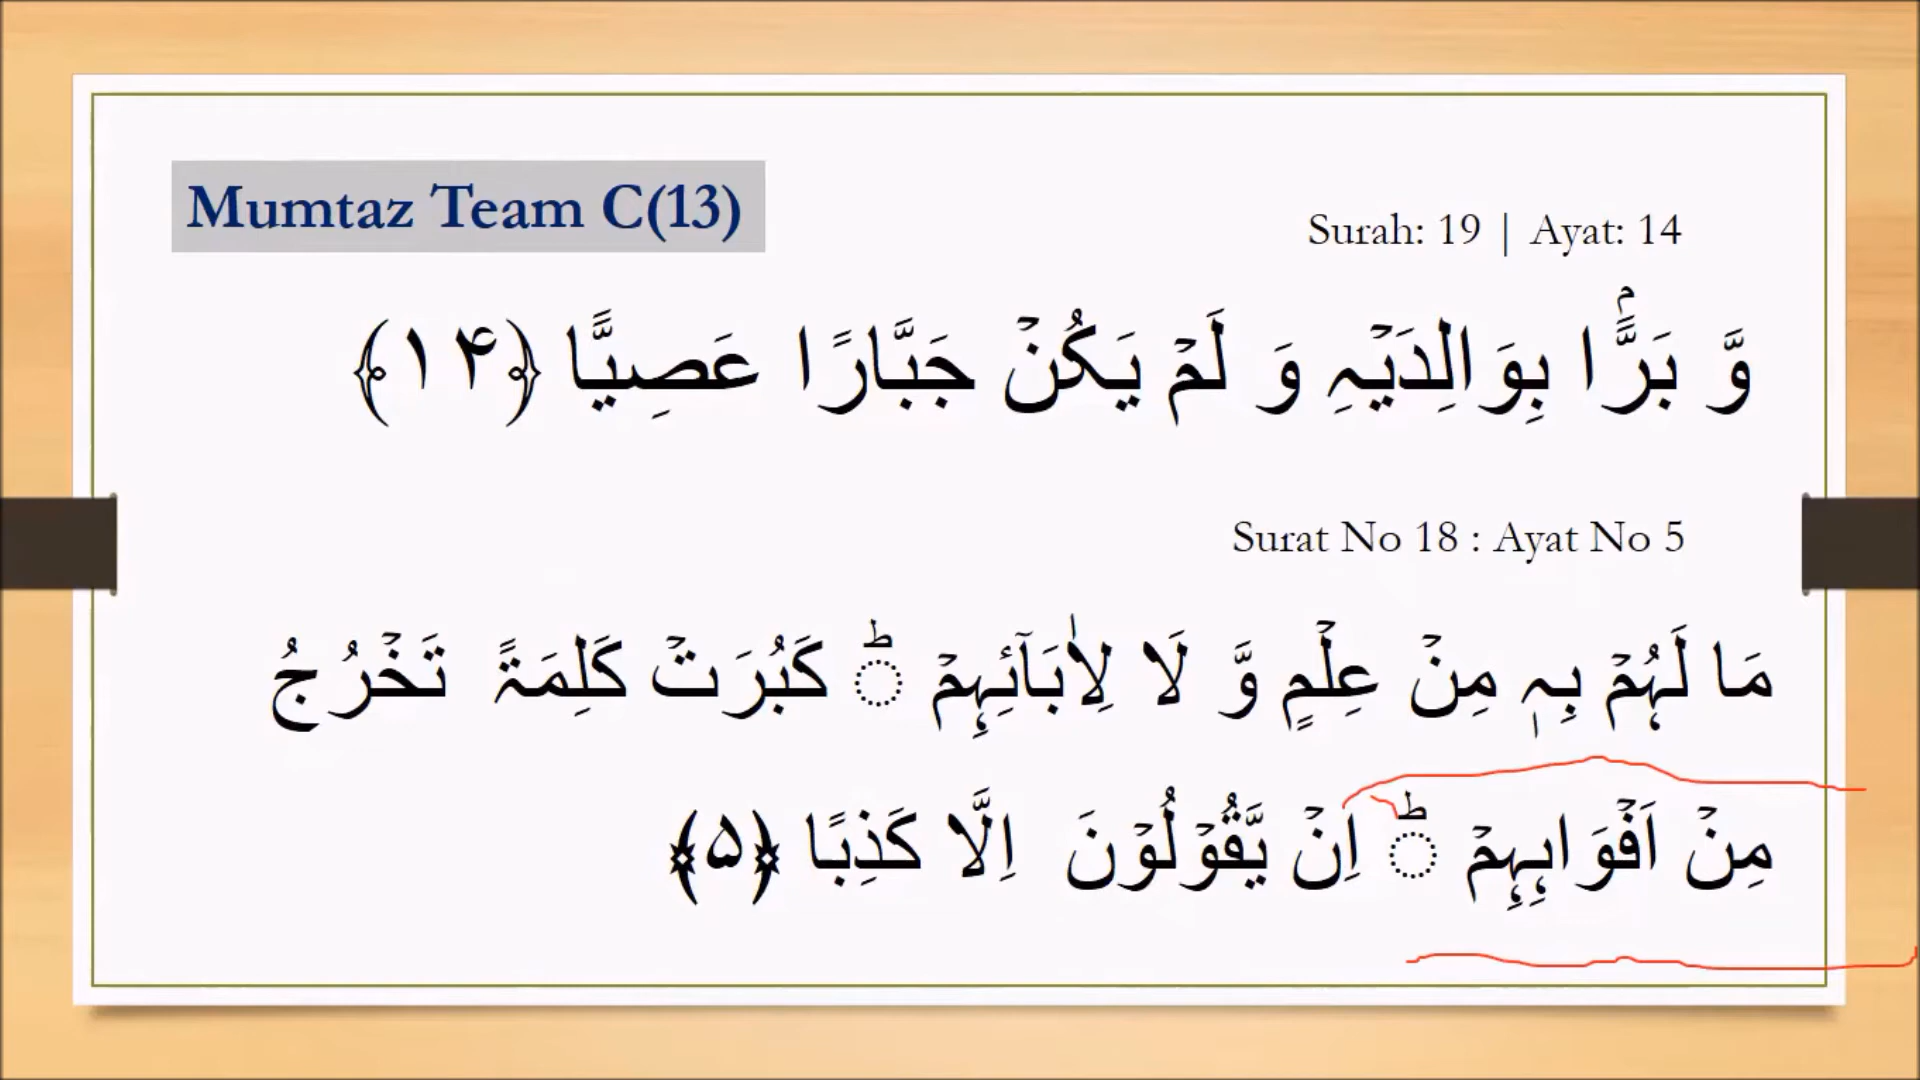 Mumtaz Team C(13)
Surah: 19 | Ayat: 14
وَّ بَرًّۢا بِوَالِدَیۡہِ وَ لَمۡ یَکُنۡ جَبَّارًا عَصِیًّا ﴿۱۴﴾
Surat No 18 : Ayat No 5
مَا لَہُمۡ بِہٖ مِنۡ عِلۡمٍ وَّ لَا لِاٰبَآئِہِمۡ ؕ کَبُرَتۡ کَلِمَۃً تَخۡرُجُ
مِنۡ اَفۡوَاہِہِمۡ ؕ اِنۡ یَّقُوۡلُوۡنَ اِلَّا کَذِبًا ﴿۵﴾